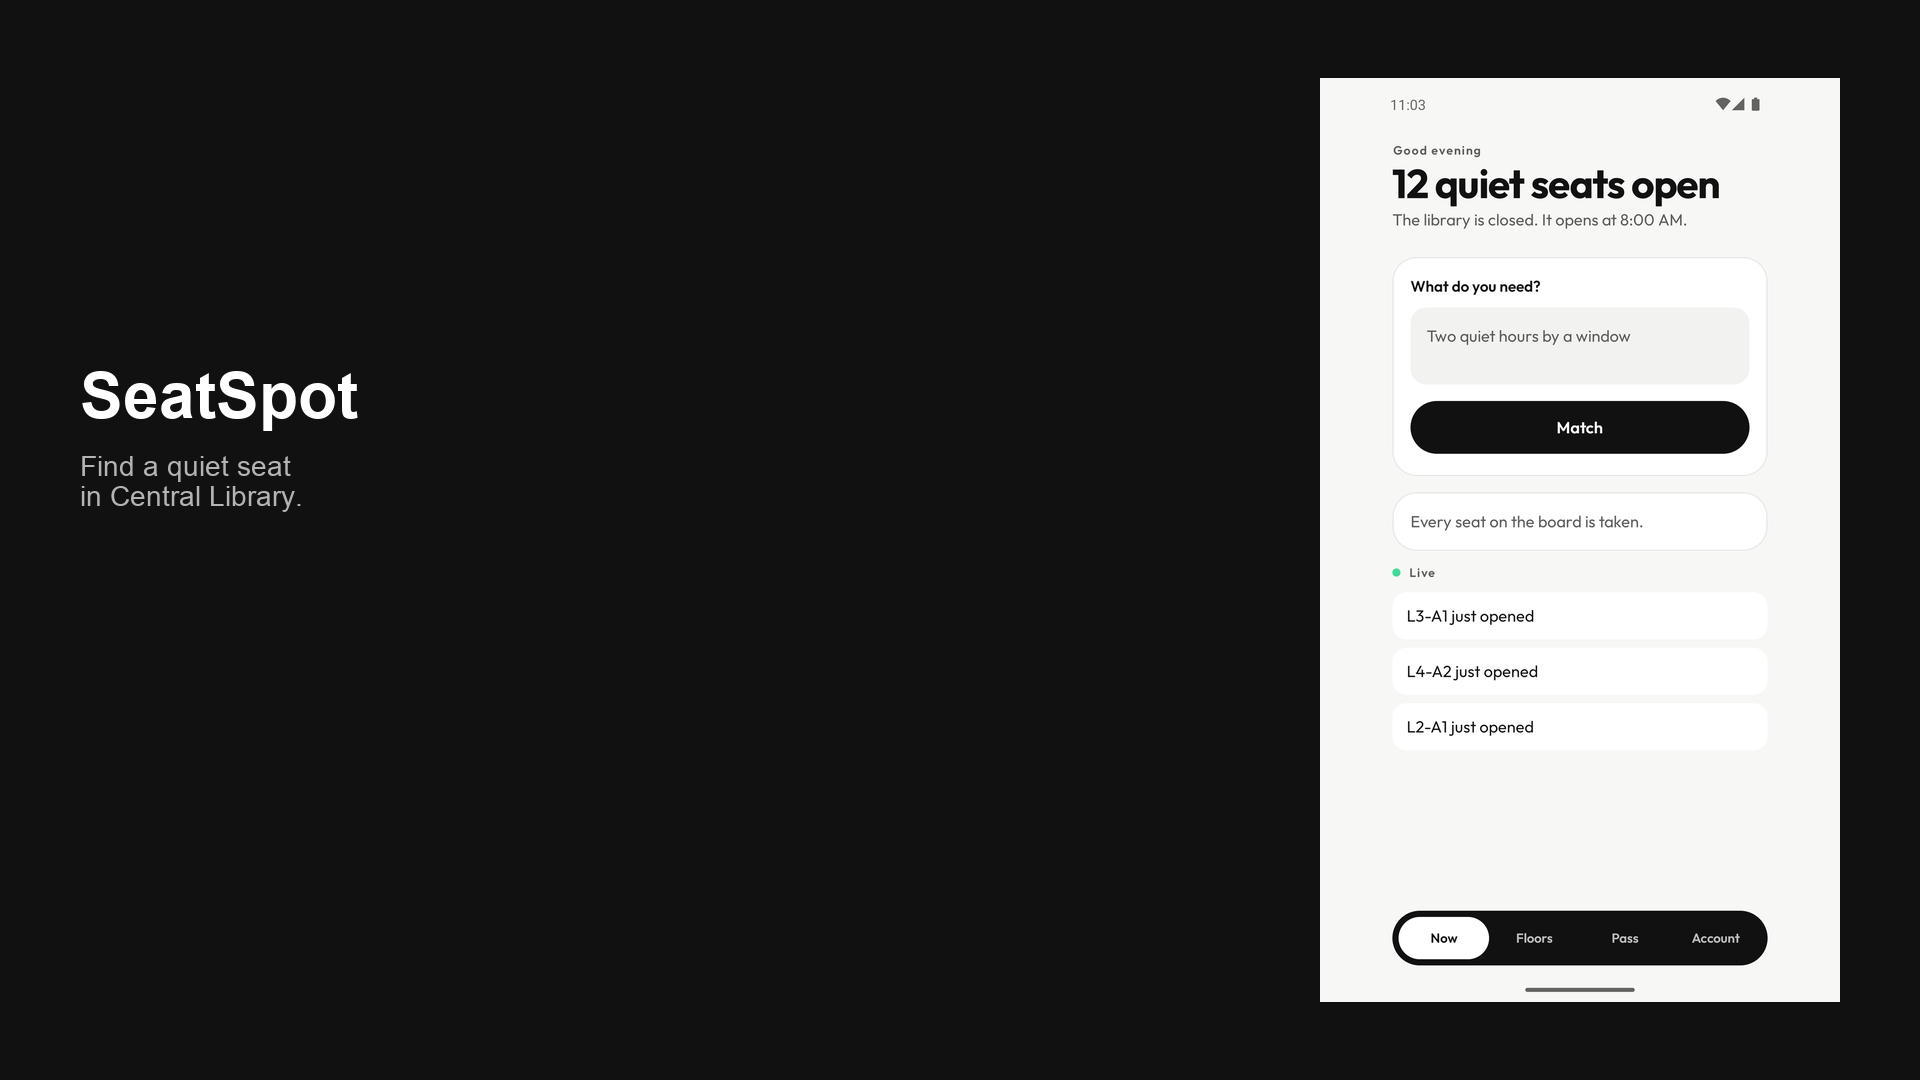 SeatSpot
Find a quiet seat
in Central Library.
11:03
Good evening
12 quiet seats open
The library is closed. It opens at 8:00 AM.
What do you need?
Two quiet hours by a window
Match
Every seat on the board is taken.
Live
L3-A1 just opened
L4-A2 just opened
L2-A1 just opened
Now Floors Pass Account